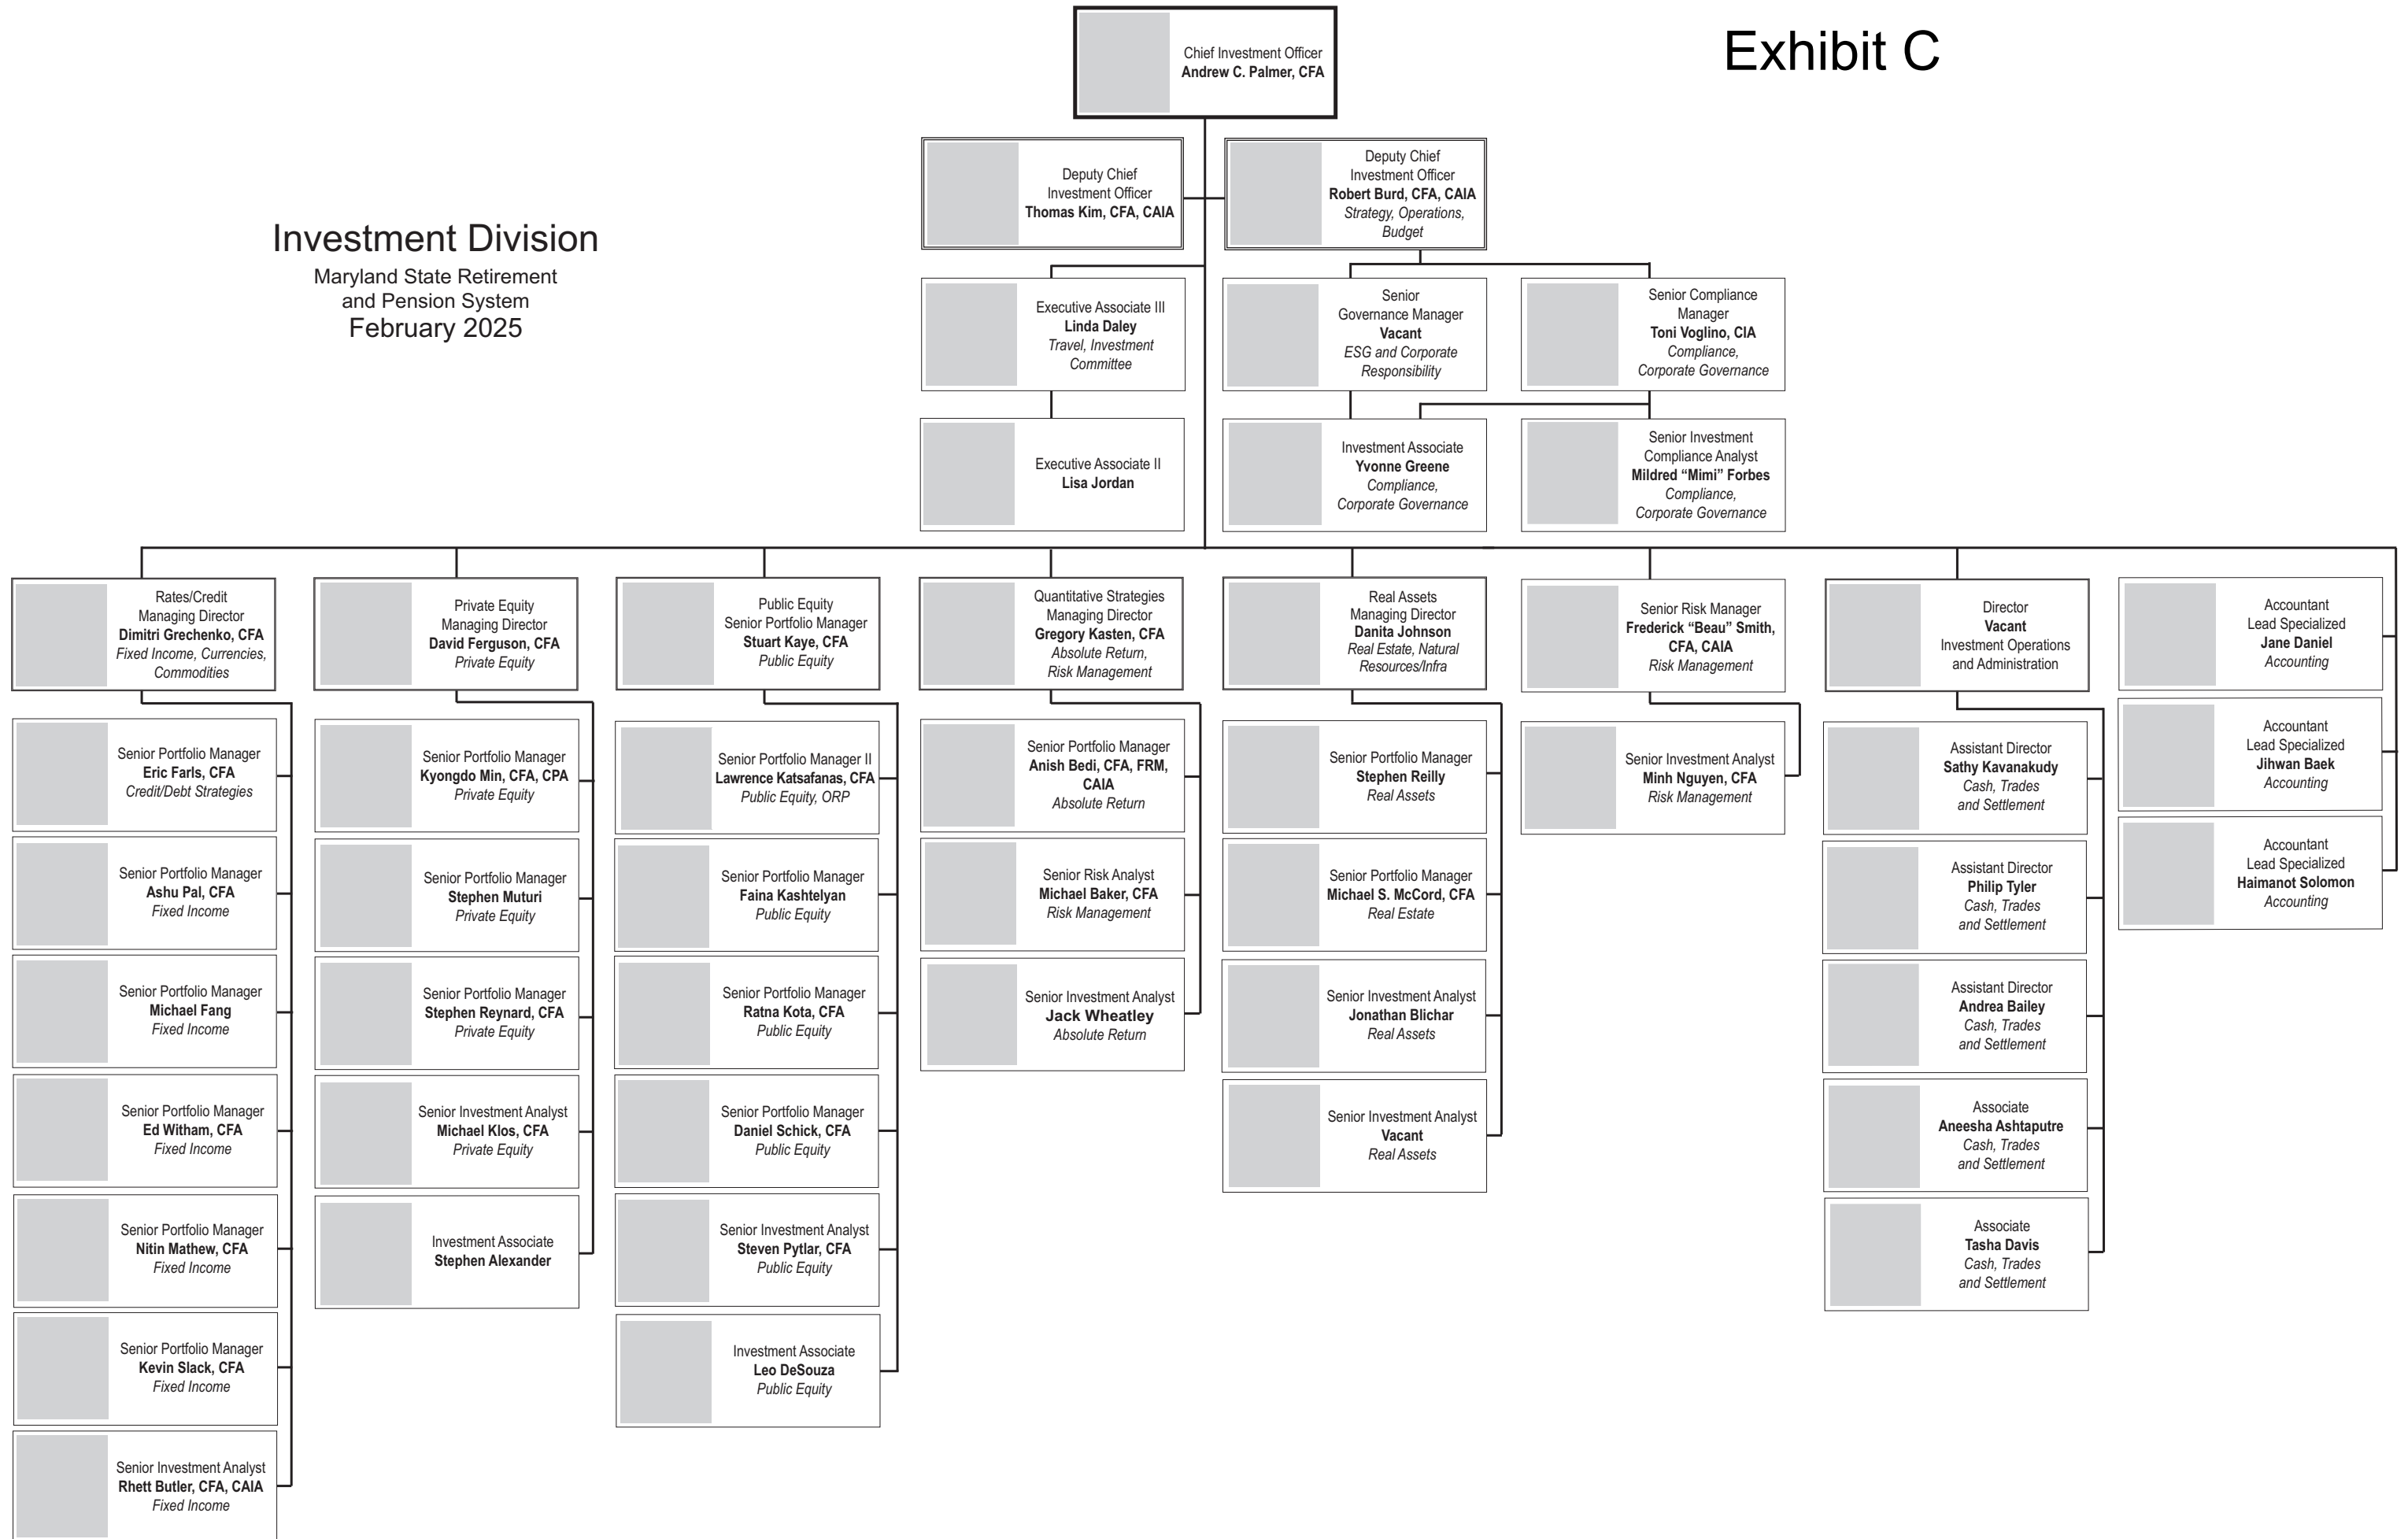 Exhibit C
Chief Investment Officer
Andrew C. Palmer, CFA
Investment Division
Maryland State Retirement
and Pension System
February 2025
Deputy Chief
Investment Officer
Thomas Kim, CFA, CAIA
Deputy Chief
Investment Officer
Robert Burd, CFA, CAIA
Strategy, Operations,
Budget
Executive Associate III
Linda Daley
Travel, Investment
Committee
Senior
Governance Manager
Vacant
ESG and Corporate
Responsibility
Senior Compliance
Manager
Toni Voglino, CIA
Compliance,
Corporate Governance
Executive Associate II
Lisa Jordan
Investment Associate
Yvonne Greene
Compliance,
Corporate Governance
Senior Investment
Compliance Analyst
Mildred “Mimi” Forbes
Compliance,
Corporate Governance
Rates/Credit
Managing Director
Dimitri Grechenko, CFA
Fixed Income, Currencies,
Commodities
Senior Portfolio Manager
Eric Farls, CFA
Credit/Debt Strategies
Senior Portfolio Manager
Ashu Pal, CFA
Fixed Income
Senior Portfolio Manager
Michael Fang
Fixed Income
Senior Portfolio Manager
Ed Witham, CFA
Fixed Income
Senior Portfolio Manager
Nitin Mathew, CFA
Fixed Income
Senior Portfolio Manager
Kevin Slack, CFA
Fixed Income
Senior Investment Analyst
Rhett Butler, CFA, CAIA
Fixed Income
Private Equity
Managing Director
David Ferguson, CFA
Private Equity
Senior Portfolio Manager
Kyongdo Min, CFA, CPA
Private Equity
Senior Portfolio Manager
Stephen Muturi
Private Equity
Senior Portfolio Manager
Stephen Reynard, CFA
Private Equity
Senior Investment Analyst
Michael Klos, CFA
Private Equity
Investment Associate
Stephen Alexander
Public Equity
Senior Portfolio Manager
Stuart Kaye, CFA
Public Equity
Senior Portfolio Manager II
Lawrence Katsafanas, CFA
Public Equity, ORP
Senior Portfolio Manager
Faina Kashtelyan
Public Equity
Senior Portfolio Manager
Ratna Kota, CFA
Public Equity
Senior Portfolio Manager
Daniel Schick, CFA
Public Equity
Senior Investment Analyst
Steven Pytlar, CFA
Public Equity
Investment Associate
Leo DeSouza
Public Equity
Quantitative Strategies
Managing Director
Gregory Kasten, CFA
Absolute Return,
Risk Management
Senior Portfolio Manager
Anish Bedi, CFA, FRM,
CAIA
Absolute Return
Senior Risk Analyst
Michael Baker, CFA
Risk Management
Senior Investment Analyst
Jack Wheatley
Absolute Return
Real Assets
Managing Director
Danita Johnson
Real Estate, Natural
Resources/Infra
Senior Portfolio Manager
Stephen Reilly
Real Assets
Senior Portfolio Manager
Michael S. McCord, CFA
Real Estate
Senior Investment Analyst
Jonathan Blichar
Real Assets
Senior Investment Analyst
Vacant
Real Assets
Senior Risk Manager
Frederick “Beau” Smith,
CFA, CAIA
Risk Management
Senior Investment Analyst
Minh Nguyen, CFA
Risk Management
Director
Vacant
Investment Operations
and Administration
Assistant Director
Sathy Kavanakudy
Cash, Trades
and Settlement
Assistant Director
Philip Tyler
Cash, Trades
and Settlement
Assistant Director
Andrea Bailey
Cash, Trades
and Settlement
Associate
Aneesha Ashtaputre
Cash, Trades
and Settlement
Associate
Tasha Davis
Cash, Trades
and Settlement
Accountant
Lead Specialized
Jane Daniel
Accounting
Accountant
Lead Specialized
Jihwan Baek
Accounting
Accountant
Lead Specialized
Haimanot Solomon
Accounting